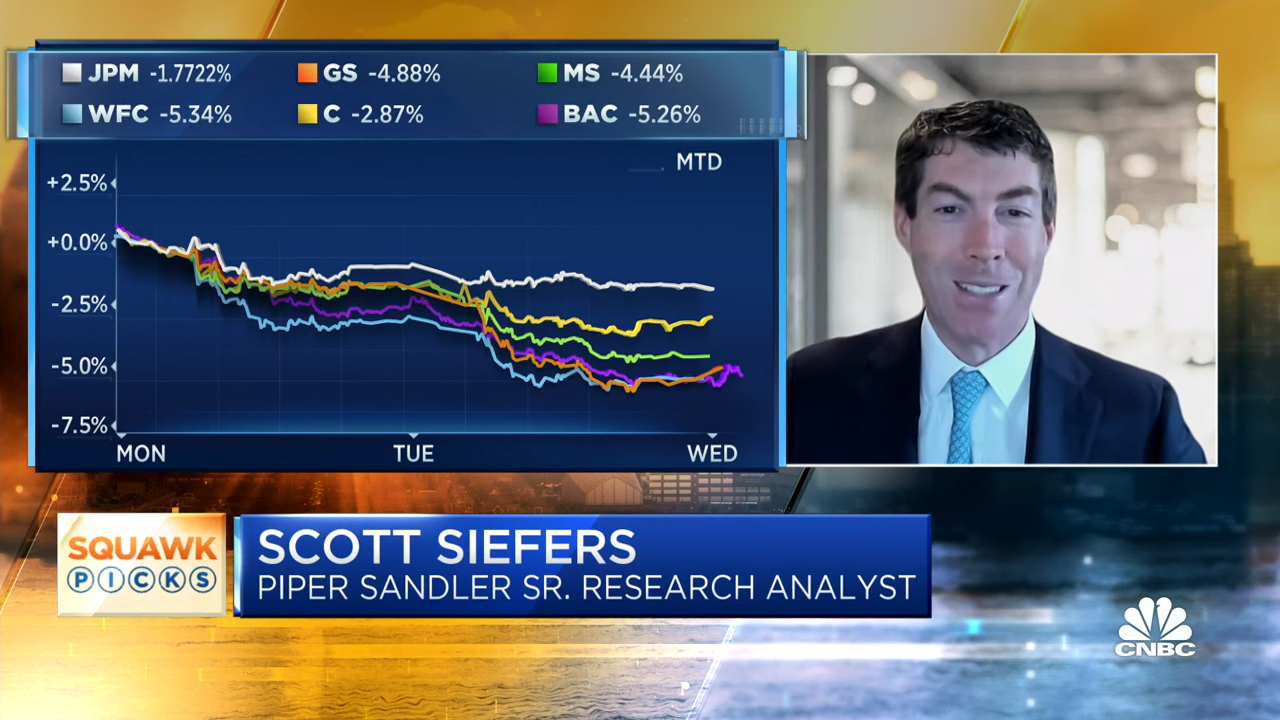 JPM -1.7722%
GS -4.88%
MS -4.44%
WFC -5.34%
C -2.87%
BAC -5.26%
MTD
+2.5%
+0.0%
-2.5%
-5.0%
-7.5%
MON
TUE
WED
SQUAWK
PICKS
SCOTT SIEFERS
PIPER SANDLER SR. RESEARCH ANALYST
CNBC